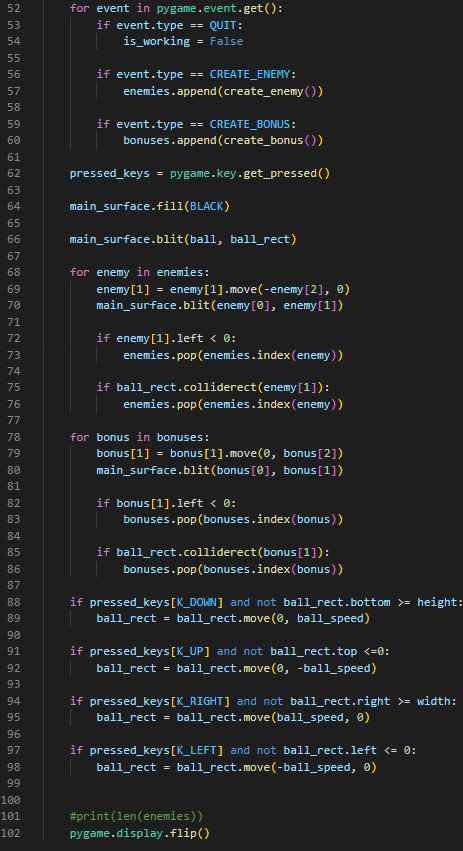 52 for event in pygame.event.get():
53     if event.type == QUIT:
54         is_working = False
55
56     if event.type == CREATE_ENEMY:
57         enemies.append(create_enemy())
58
59     if event.type == CREATE_BONUS:
60         bonuses.append(create_bonus())
61
62 pressed_keys = pygame.key.get_pressed()
63
64 main_surface.fill(BLACK)
65
66 main_surface.blit(ball, ball_rect)
67
68 for enemy in enemies:
69     enemy[1] = enemy[1].move(-enemy[2], 0)
70     main_surface.blit(enemy[0], enemy[1])
71
72     if enemy[1].left < 0:
73         enemies.pop(enemies.index(enemy))
74
75     if ball_rect.colliderect(enemy[1]):
76         enemies.pop(enemies.index(enemy))
77
78 for bonus in bonuses:
79     bonus[1] = bonus[1].move(0, bonus[2])
80     main_surface.blit(bonus[0], bonus[1])
81
82     if bonus[1].left < 0:
83         bonuses.pop(bonuses.index(bonus))
84
85     if ball_rect.colliderect(bonus[1]):
86         bonuses.pop(bonuses.index(bonus))
87
88 if pressed_keys[K_DOWN] and not ball_rect.bottom >= height:
89     ball_rect = ball_rect.move(0, ball_speed)
90
91 if pressed_keys[K_UP] and not ball_rect.top <=0:
92     ball_rect = ball_rect.move(0, -ball_speed)
93
94 if pressed_keys[K_RIGHT] and not ball_rect.right >= width:
95     ball_rect = ball_rect.move(ball_speed, 0)
96
97 if pressed_keys[K_LEFT] and not ball_rect.left <= 0:
98     ball_rect = ball_rect.move(-ball_speed, 0)
99
100
101 #print(len(enemies))
102 pygame.display.flip()